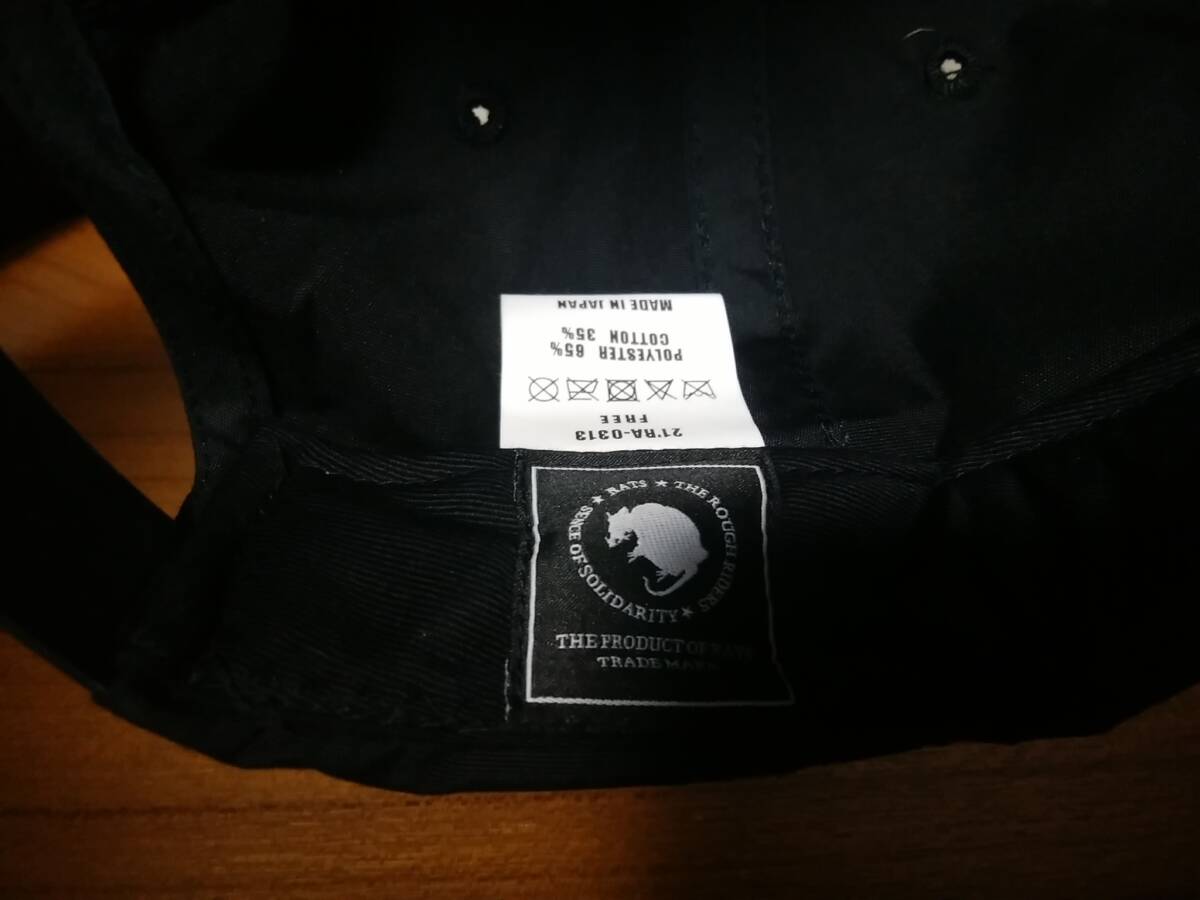 21'RA-0313
FREE
POLYESTER 65%
COTTON 35%
MADE IN JAPAN
★ RATS ★ THE ROUGH RIDERS
SENCE OF SOLIDARITY ★
THE PRODUCT OF RATS
TRADE MARK